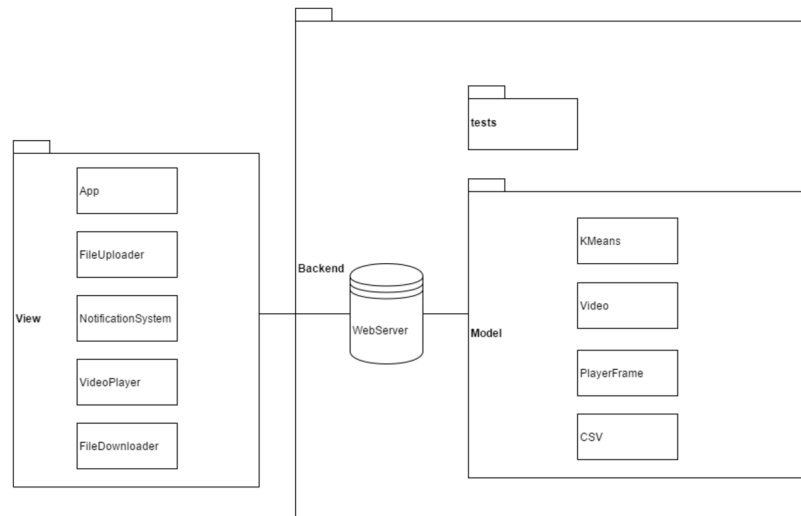 tests
App
FileUploader
View
NotificationSystem
VideoPlayer
FileDownloader
Backend
WebServer
Model
KMeans
Video
PlayerFrame
CSV